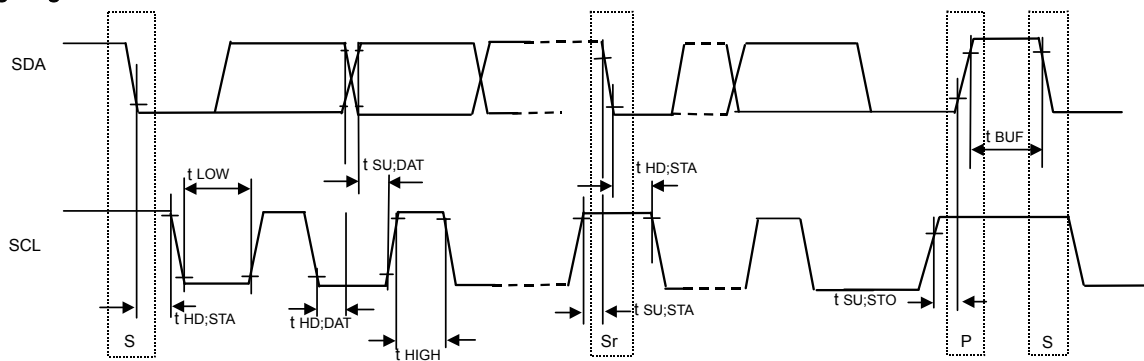 SDA
t BUF
t SU;DAT
t LOW
t HD;STA
SCL
t HD;STA
t HD;DAT
t SU;STA
t SU;STO
t HIGH
S
Sr
P
S